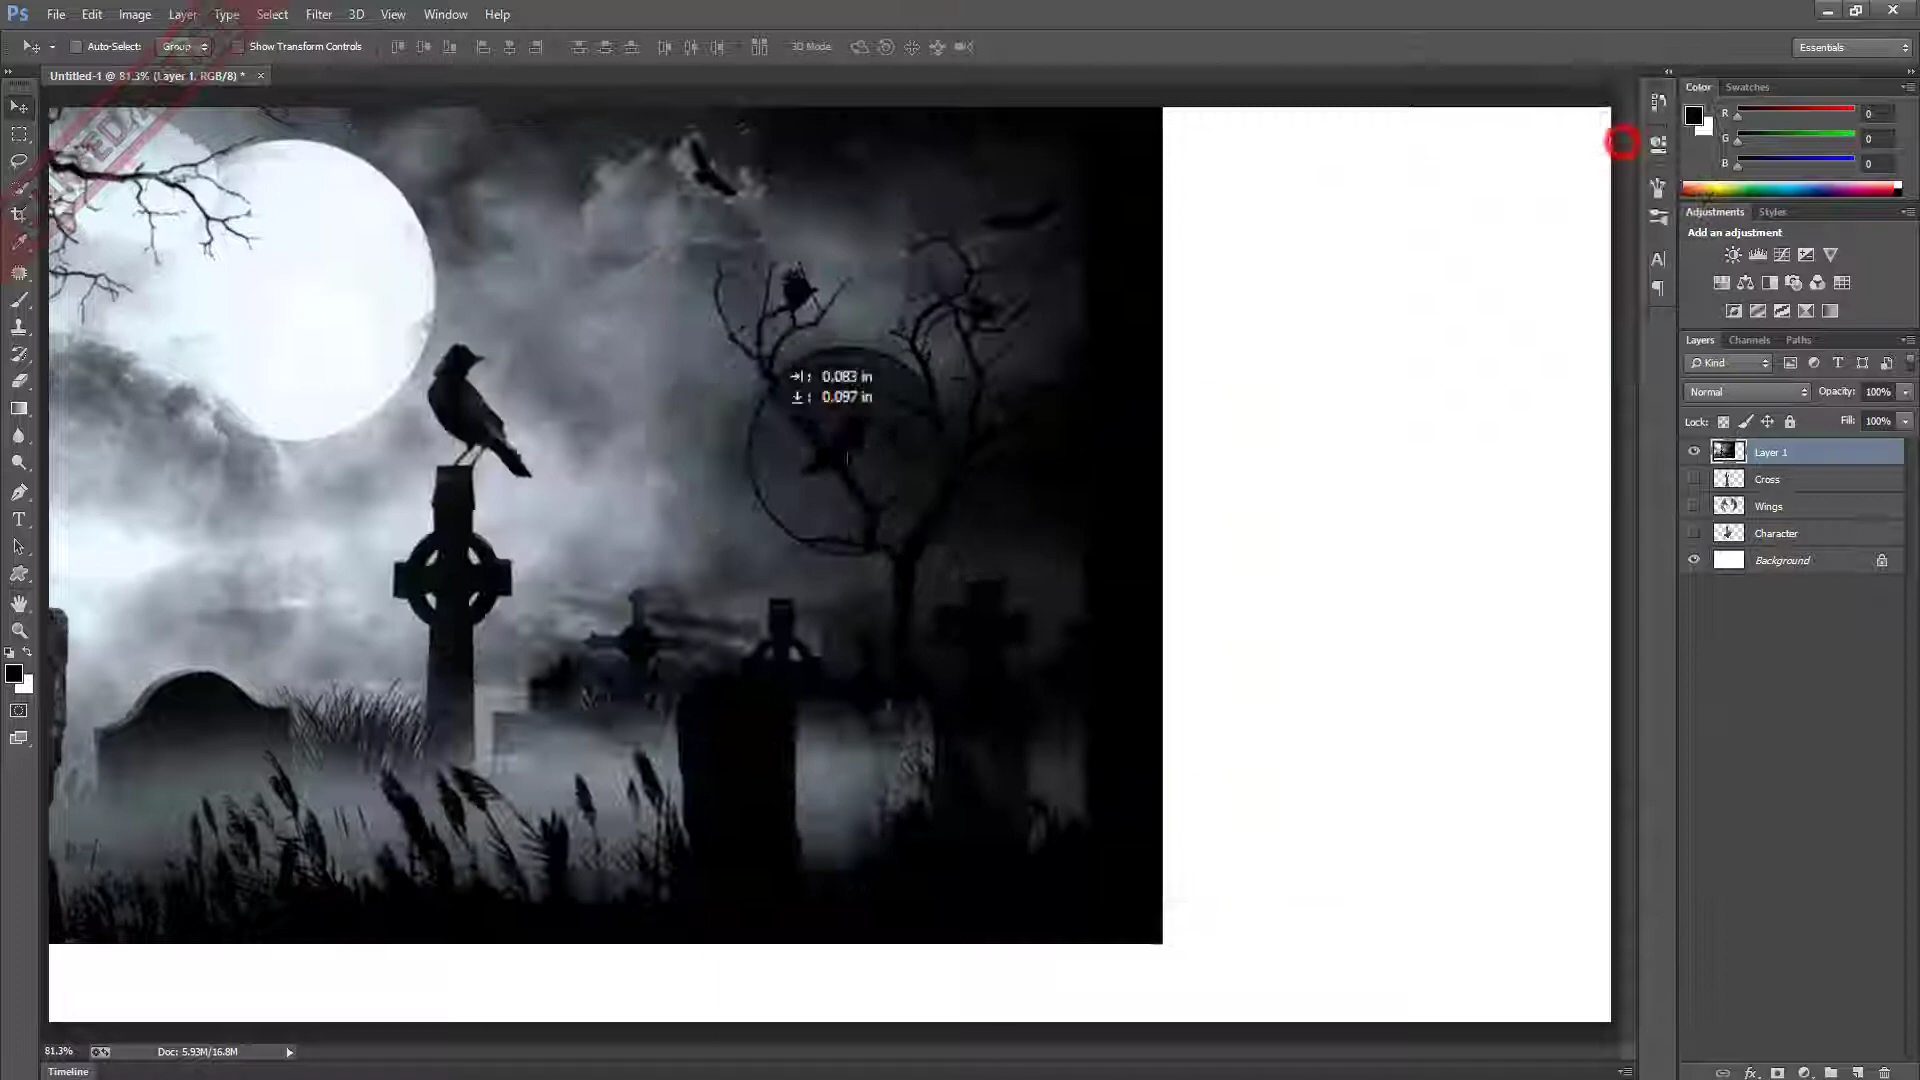 Ps File Edit Image Layer Type Select Filter 3D View Window Help
Auto-Select: Group Show Transform Controls 3D Mode: Essentials
Untitled-1 @ 81.3% (Layer 1, RGB/8) * ×
Color Swatches
R 0
G 0
B 0
Adjustments Styles
Add an adjustment
Layers Channels Paths
Kind
Normal Opacity: 100%
Lock: Fill: 100%
Layer 1
Cross
Wings
Character
Background
: 0.083 in
: 0.097 in
81.3% Doc: 5.93M/16.8M
Timeline